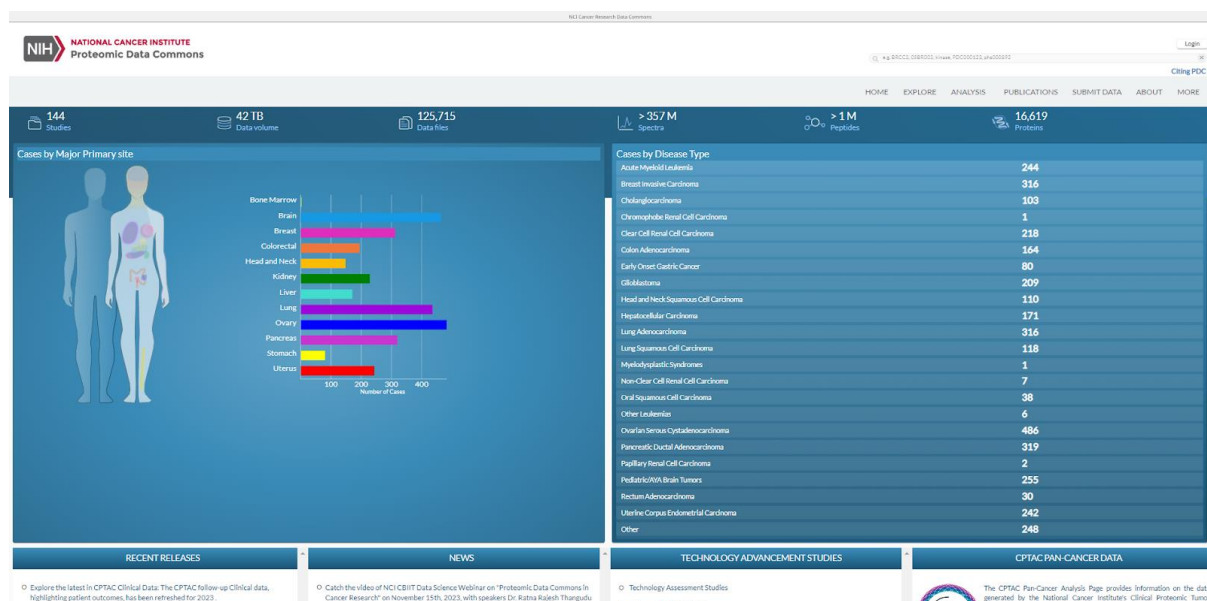 NCI Cancer Research Data Commons
NIH
NATIONAL CANCER INSTITUTE
Proteomic Data Commons
Login
Citing PDC
HOME EXPLORE ANALYSIS PUBLICATIONS SUBMIT DATA ABOUT MORE
144
Studies
42 TB
Data volume
125,715
Data files
> 357 M
Spectra
> 1 M
Peptides
16,619
Proteins
Cases by Major Primary site
Bone Marrow
Brain
Breast
Colorectal
Head and Neck
Kidney
Liver
Lung
Ovary
Pancreas
Stomach
Uterus
100 200 300 400
Number of Cases
Cases by Disease Type
Acute Myeloid Leukemia 244
Breast Invasive Carcinoma 316
Cholangiocarcinoma 103
Chromophobe Renal Cell Carcinoma 1
Clear Cell Renal Cell Carcinoma 218
Colon Adenocarcinoma 164
Early Onset Gastric Cancer 80
Glioblastoma 209
Head and Neck Squamous Cell Carcinoma 110
Hepatocellular Carcinoma 171
Lung Adenocarcinoma 316
Lung Squamous Cell Carcinoma 118
Myelodysplastic Syndromes 1
Non-Clear Cell Renal Cell Carcinoma 7
Oral Squamous Cell Carcinoma 38
Other Leukemias 6
Ovarian Serous Cystadenocarcinoma 486
Pancreatic Ductal Adenocarcinoma 319
Papillary Renal Cell Carcinoma 2
Pediatric/AYA Brain Tumors 255
Rectum Adenocarcinoma 30
Uterine Corpus Endometrial Carcinoma 242
Other 248
RECENT RELEASES
Explore the latest in CPTAC Clinical Data: The CPTAC follow-up Clinical data,
highlighting patient outcomes, has been refreshed for 2023.
NEWS
Catch the video of NCI CBIIT Data Science Webinar on "Proteomic Data Commons in
Cancer Research" on November 15th, 2023, with speakers Dr. Ratna Rajesh Thangudu
TECHNOLOGY ADVANCEMENT STUDIES
Technology Assessment Studies
CPTAC PAN-CANCER DATA
The CPTAC Pan-Cancer Analysis Page provides information on the dat
generated by the National Cancer Institute's Clinical Proteomic Tumo